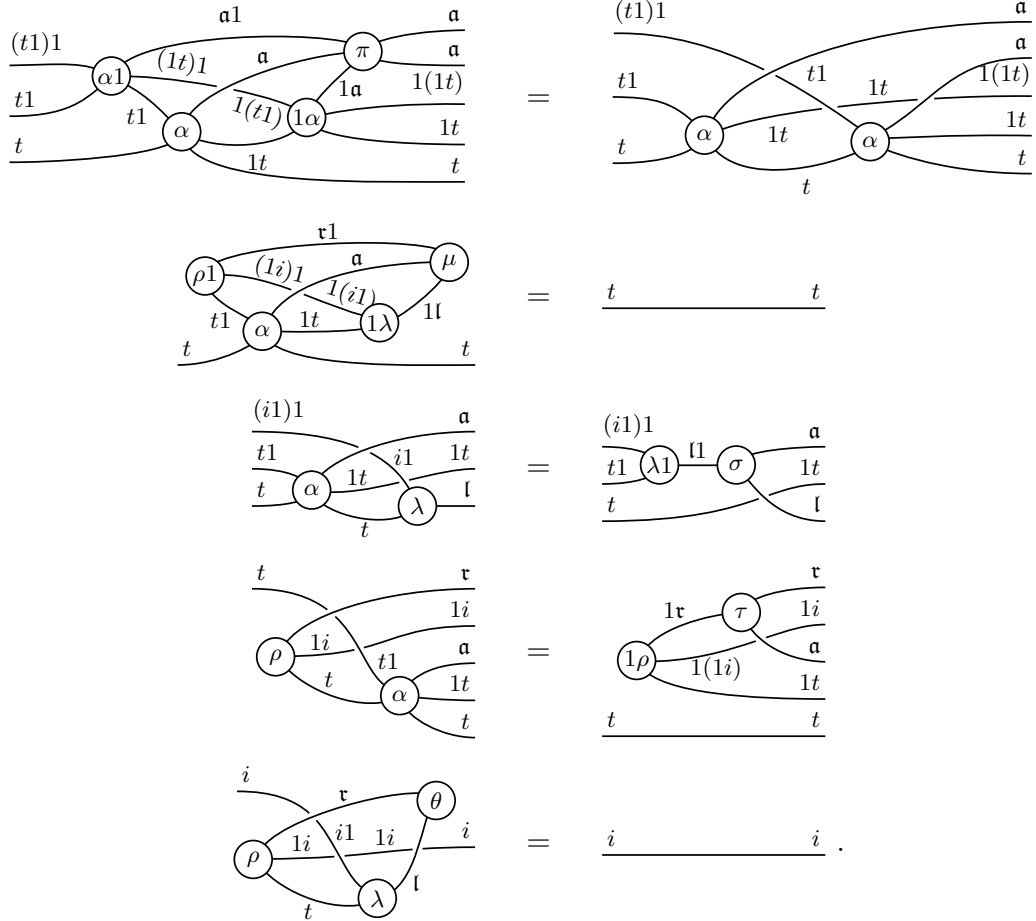 𝔞1 𝔞 (t1)1 𝔞
(t1)1 π (1t)1 𝔞 𝔞 𝔞
α1 1𝔞 1(1t) t1 t1 1t 1(1t)
t1 t1 1(t1) 1α = 1t
α 1t α 1t α
t 1t t t t t
𝔯1
ρ1 (1i)1 𝔞 μ
1(i1) = t t
t1 α 1t 1λ 1𝔩
t t
(i1)1 𝔞 (i1)1 𝔞
t1 i1 1t = t1 λ1 𝔩1 σ 1t
t α 1t λ 𝔩 t 𝔩
t
t 𝔯 𝔯
1i 1𝔯 τ 1i
ρ 1i 𝔞 = 1ρ 𝔞
t t1 α 1t 1(1i) 1t
t t t
i 𝔯 θ
ρ 1i i1 1i i = i i .
t λ 𝔩